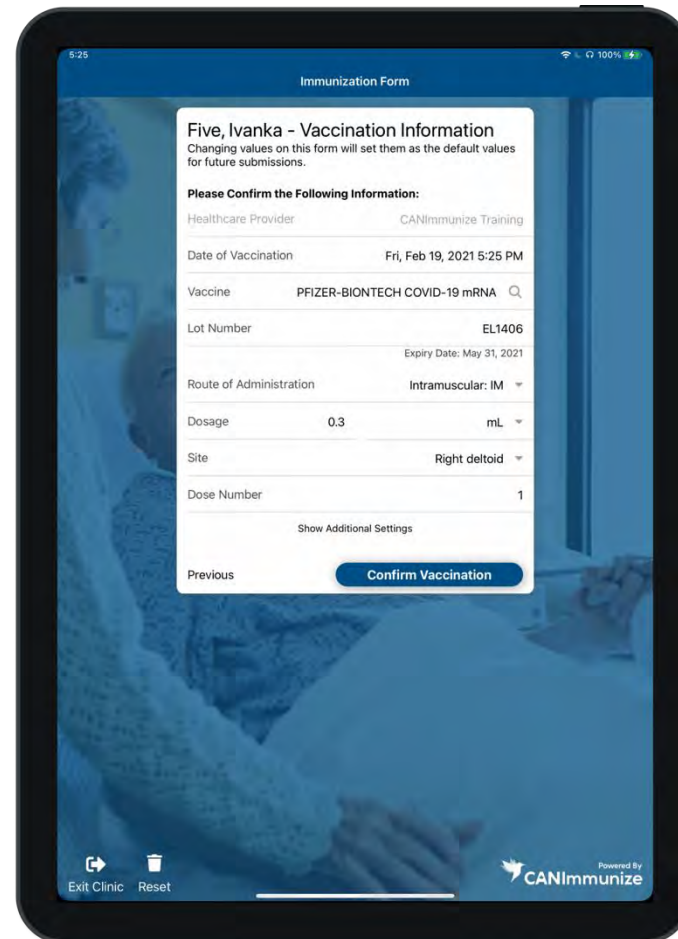 5:25
100%
Immunization Form
Five, Ivanka - Vaccination Information
Changing values on this form will set them as the default values
for future submissions.
Please Confirm the Following Information:
Healthcare Provider CANImmunize Training
Date of Vaccination Fri, Feb 19, 2021 5:25 PM
Vaccine PFIZER-BIONTECH COVID-19 mRNA
Lot Number EL1406
Expiry Date: May 31, 2021
Route of Administration Intramuscular: IM
Dosage 0.3 mL
Site Right deltoid
Dose Number 1
Show Additional Settings
Previous Confirm Vaccination
Exit Clinic Reset
Powered By
CANImmunize